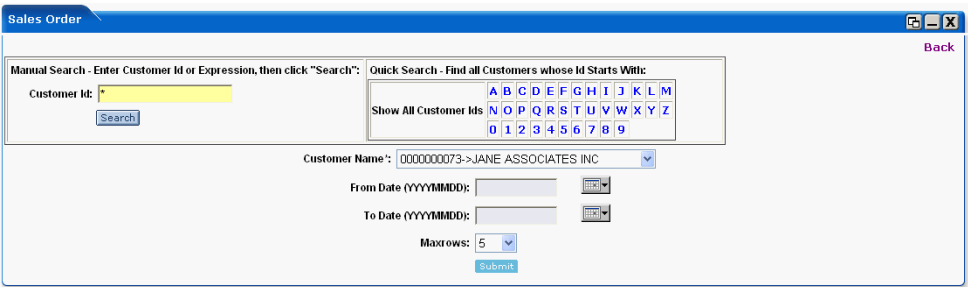 Sales Order
Back
Manual Search - Enter Customer Id or Expression, then click "Search":
Customer Id: *
Search
Quick Search - Find all Customers whose Id Starts With:
Show All Customer Ids
A B C D E F G H I J K L M
N O P Q R S T U V W X Y Z
0 1 2 3 4 5 6 7 8 9
Customer Name*: 0000000073->JANE ASSOCIATES INC
From Date (YYYYMMDD):
To Date (YYYYMMDD):
Maxrows: 5
Submit